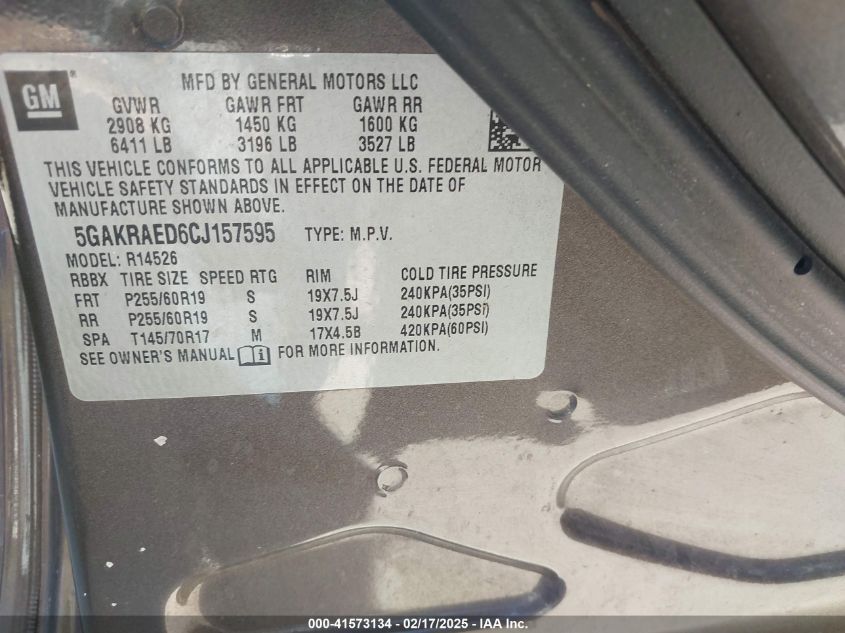 GM ®
MFD BY GENERAL MOTORS LLC
GVWR GAWR FRT GAWR RR
2908 KG 1450 KG 1600 KG
6411 LB 3196 LB 3527 LB
THIS VEHICLE CONFORMS TO ALL APPLICABLE U.S. FEDERAL MOTOR
VEHICLE SAFETY STANDARDS IN EFFECT ON THE DATE OF
MANUFACTURE SHOWN ABOVE.
5GAKRAED6CJ157595 TYPE: M.P.V.
MODEL: R14526
RBBX TIRE SIZE SPEED RTG RIM COLD TIRE PRESSURE
FRT P255/60R19 S 19X7.5J 240KPA(35PSI)
RR P255/60R19 S 19X7.5J 240KPA(35PSI)
SPA T145/70R17 M 17X4.5B 420KPA(60PSI)
SEE OWNER'S MANUAL FOR MORE INFORMATION.
000-41573134 - 02/17/2025 - IAAI Inc.